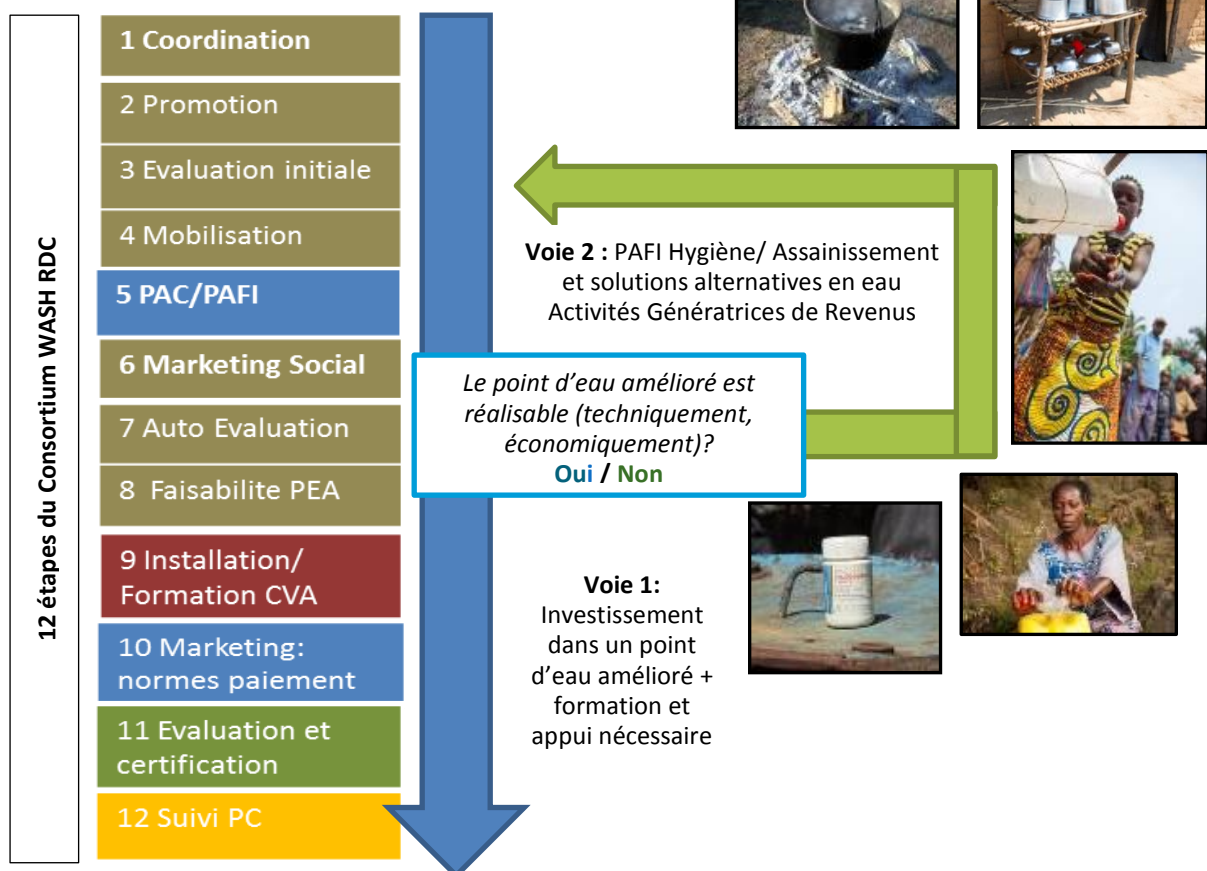 12 étapes du Consortium WASH RDC
1 Coordination
2 Promotion
3 Evaluation initiale
4 Mobilisation
5 PAC/PAFI
6 Marketing Social
7 Auto Evaluation
8 Faisabilite PEA
9 Installation/
Formation CVA
10 Marketing:
normes paiement
11 Evaluation et
certification
12 Suivi PC
Voie 2 : PAFI Hygiène/ Assainissement
et solutions alternatives en eau
Activités Génératrices de Revenus
Le point d’eau amélioré est
réalisable (techniquement,
économiquement)?
Oui / Non
Voie 1:
Investissement
dans un point
d’eau amélioré +
formation et
appui nécessaire